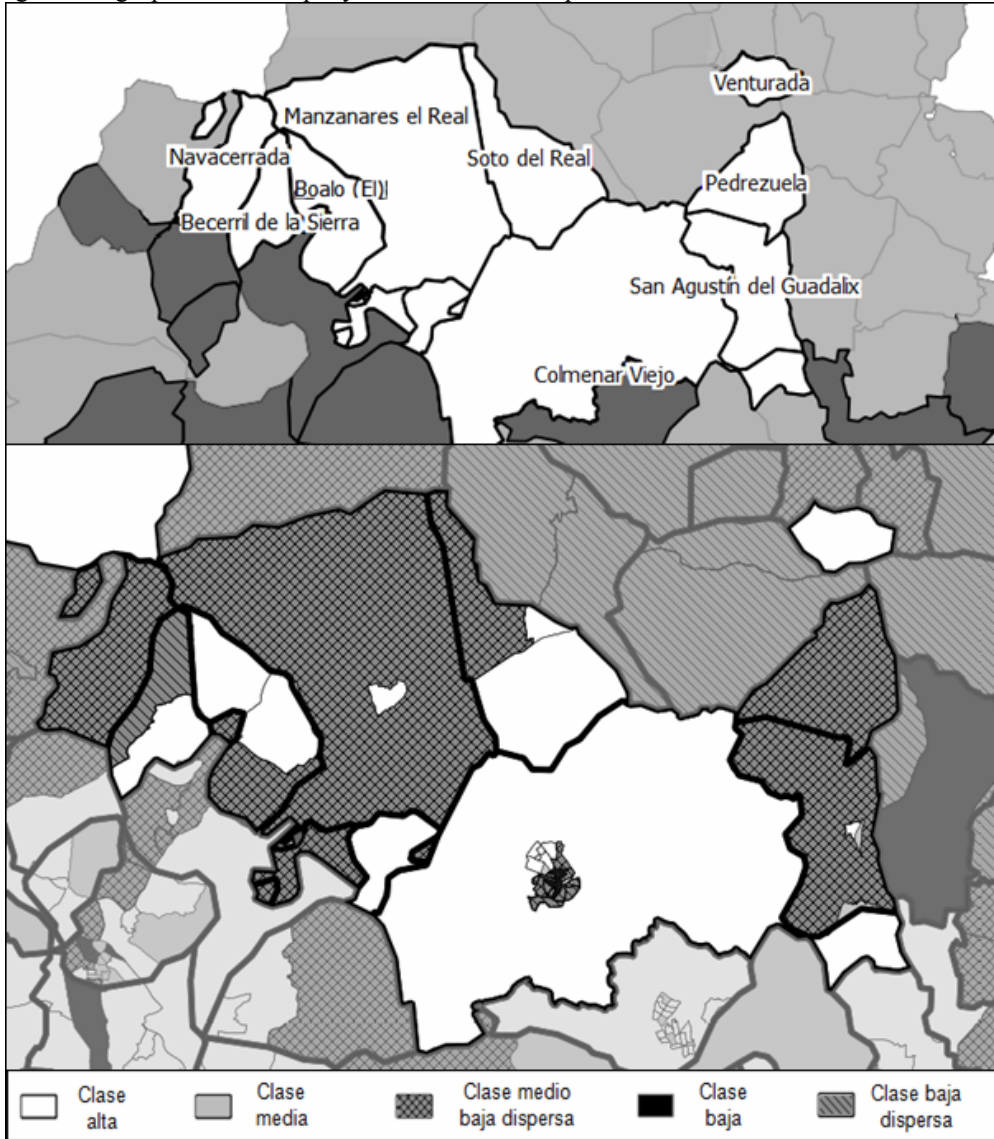 Venturada
Manzanares el Real
Navacerrada
Soto del Real
Boalo (El)
Pedrezuela
Becerril de la Sierra
San Agustín del Guadalix
Colmenar Viejo
Clase
alta
Clase
media
Clase medio
baja dispersa
Clase
baja
Clase baja
dispersa